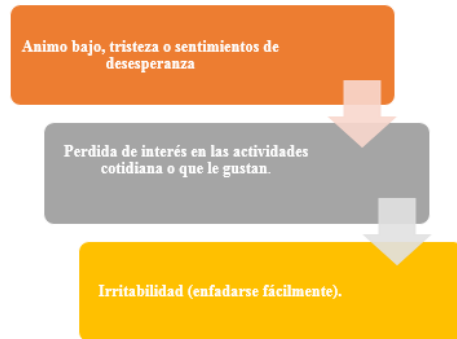 Animo bajo, tristeza o sentimientos de
desesperanza
Perdida de interés en las actividades
cotidiana o que le gustan.
Irritabilidad (enfadarse fácilmente).